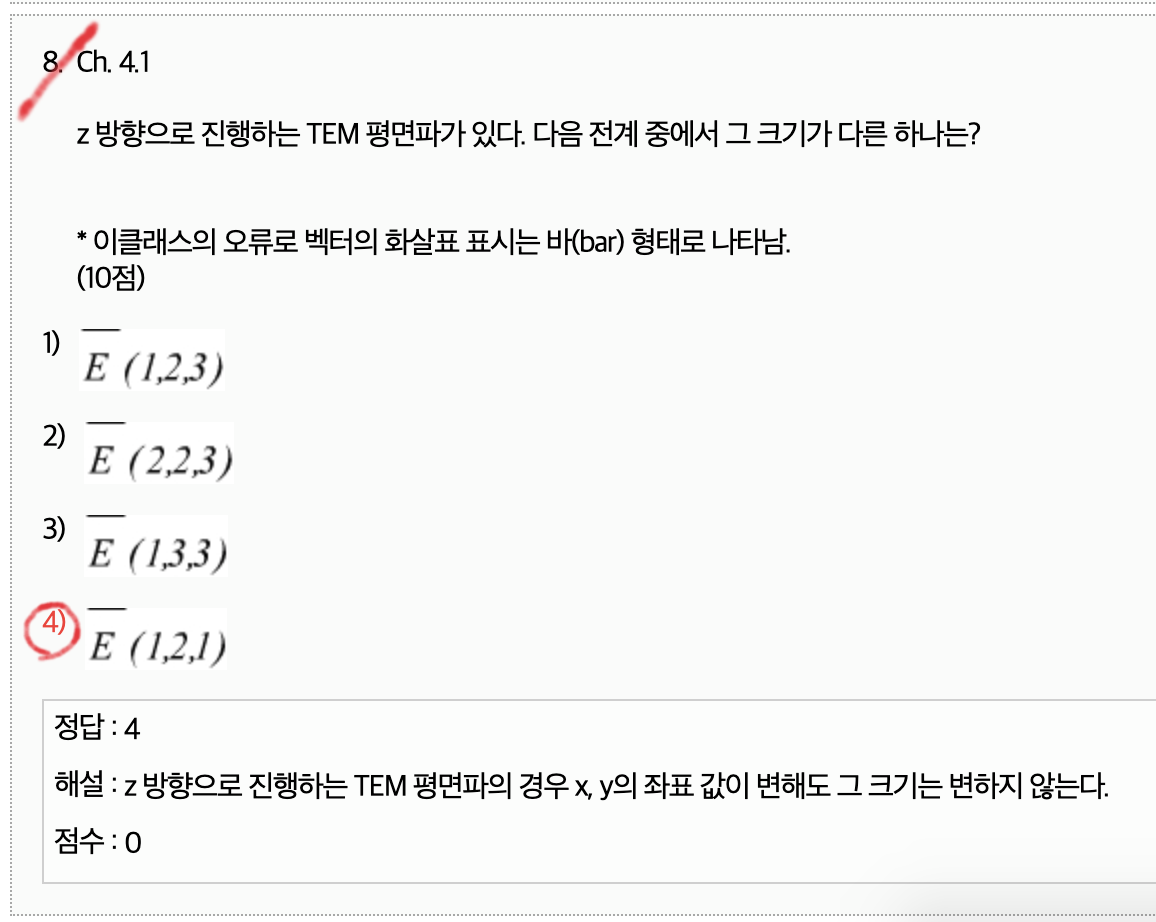 8. Ch. 4.1
z 방향으로 진행하는 TEM 평면파가 있다. 다음 전계 중에서 그 크기가 다른 하나는?
* 이클래스의 오류로 벡터의 화살표 표시는 바(bar) 형태로 나타남.
(10점)
1) E̅ (1,2,3)
2) E̅ (2,2,3)
3) E̅ (1,3,3)
4) E̅ (1,2,1)
정답 : 4
해설 : z 방향으로 진행하는 TEM 평면파의 경우 x, y의 좌표 값이 변해도 그 크기는 변하지 않는다.
점수 : 0